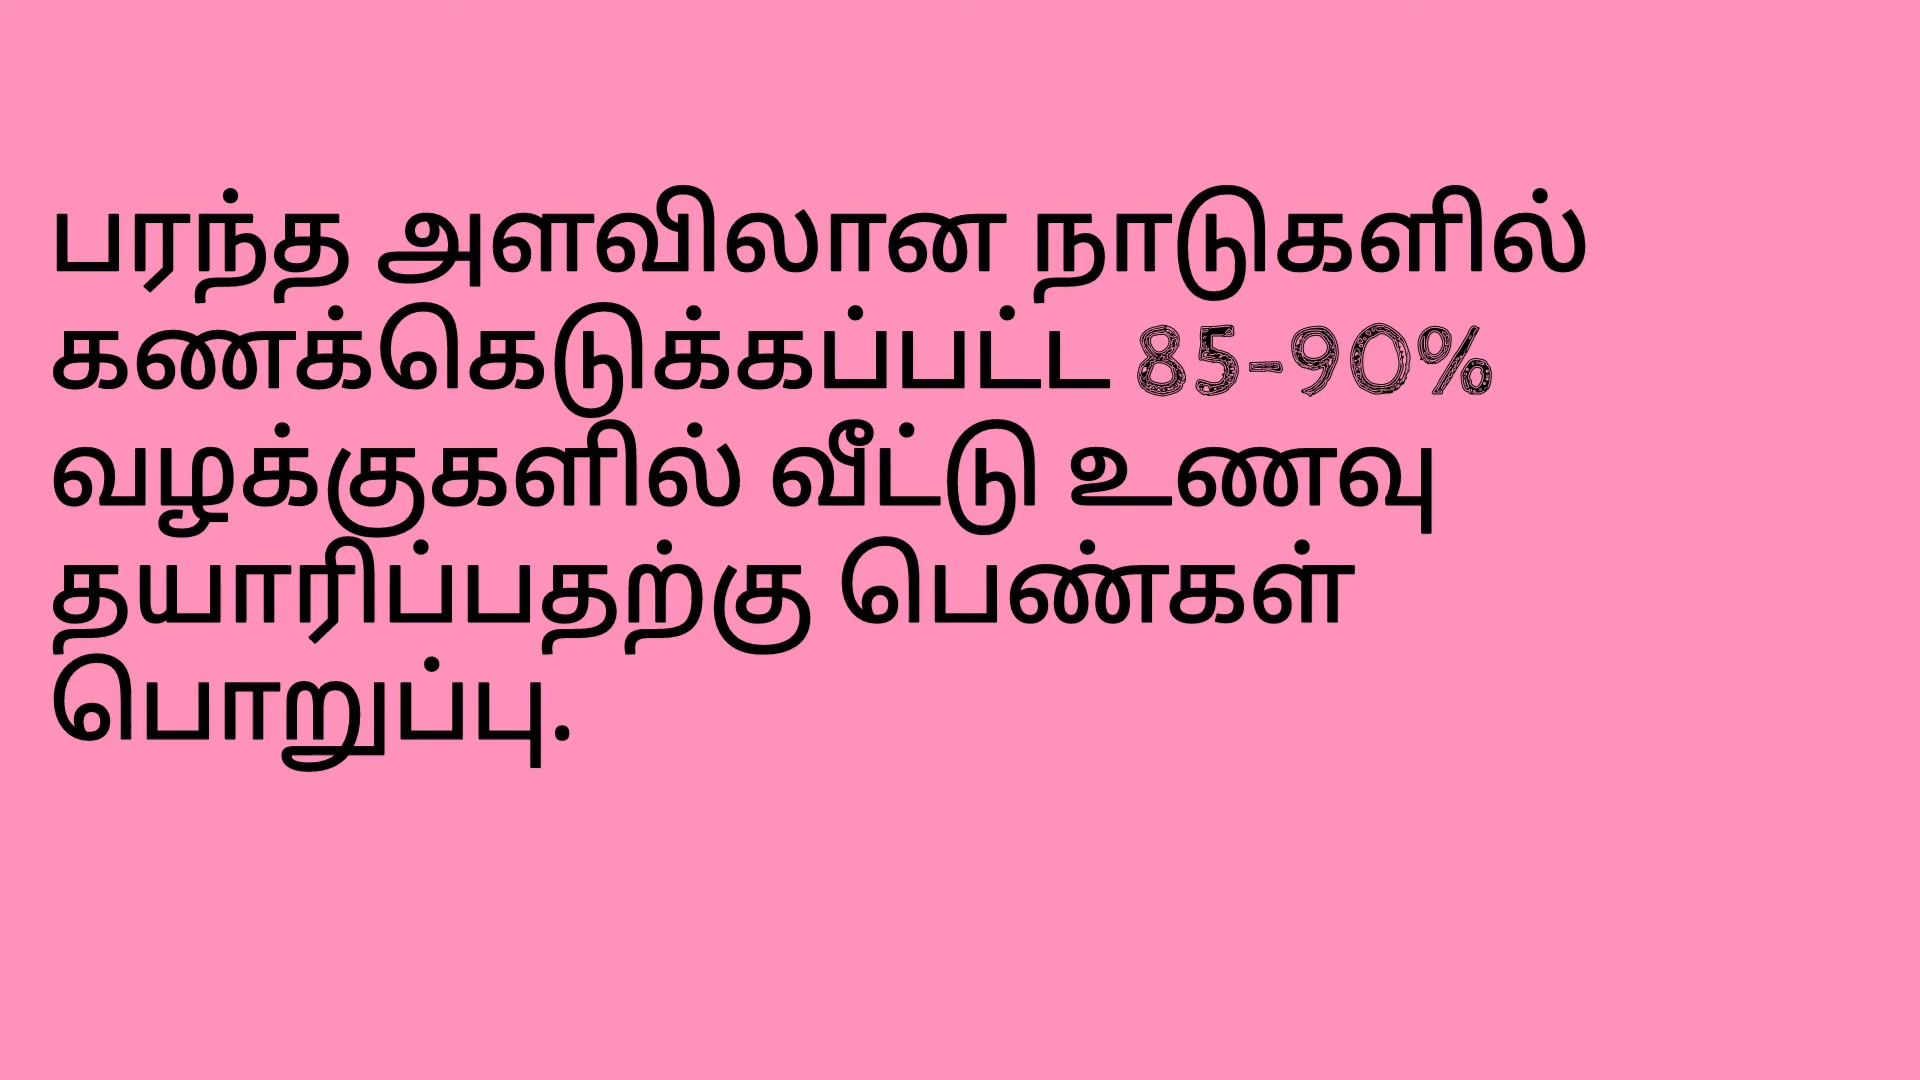 பரந்த அளவிலான நாடுகளில்
கணக்கெடுக்கப்பட்ட 85-90%
வழக்குகளில் வீட்டு உணவு
தயாரிப்பதற்கு பெண்கள்
பொறுப்பு.